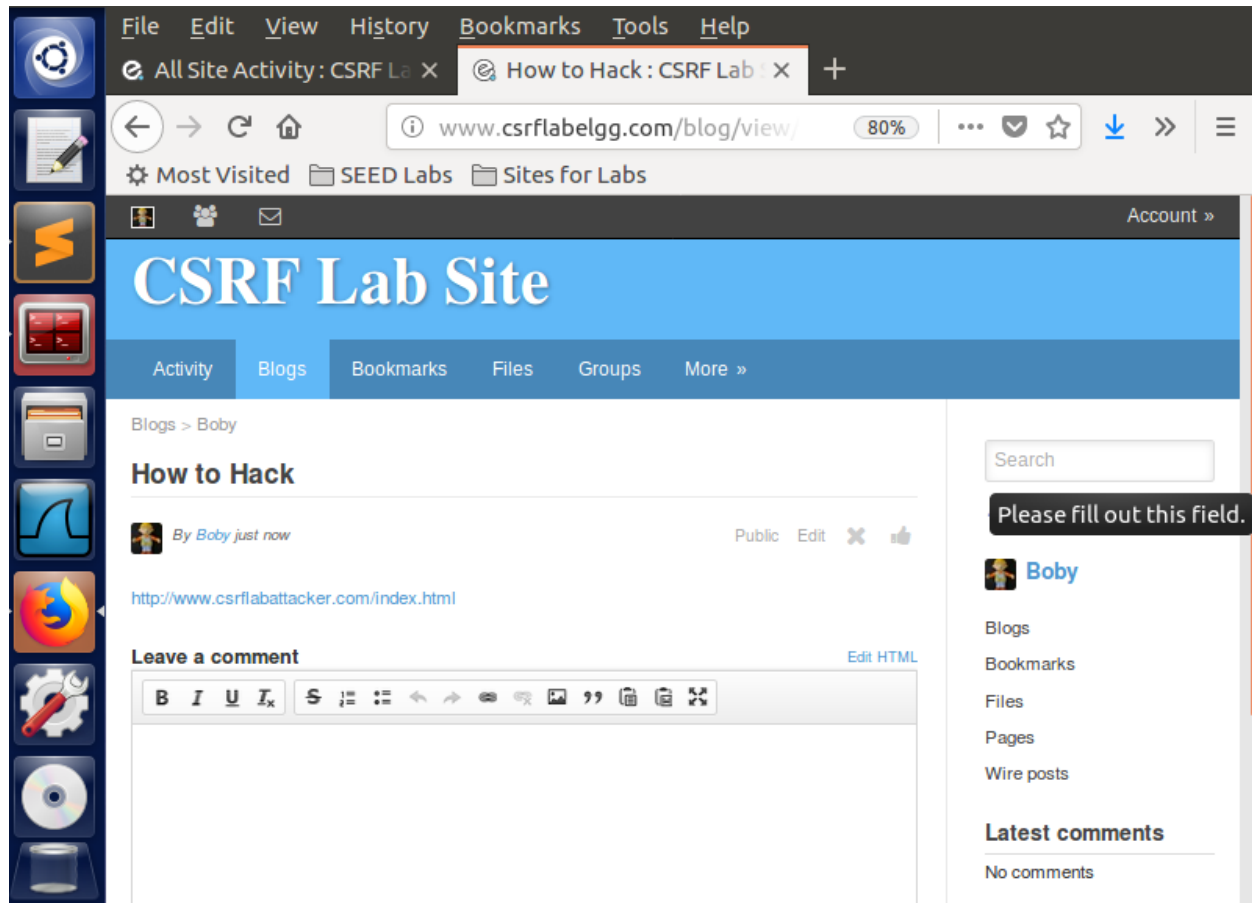 File Edit View History Bookmarks Tools Help
All Site Activity : CSRF La
How to Hack : CSRF Lab S
www.csrflabelgg.com/blog/view/
80%
Most Visited SEED Labs Sites for Labs
Account »
CSRF Lab Site
Activity Blogs Bookmarks Files Groups More »
Blogs > Boby
How to Hack
By Boby just now
Public Edit
http://www.csrflabattacker.com/index.html
Leave a comment
Edit HTML
B I U Ix S
Search
Please fill out this field.
Boby
Blogs
Bookmarks
Files
Pages
Wire posts
Latest comments
No comments